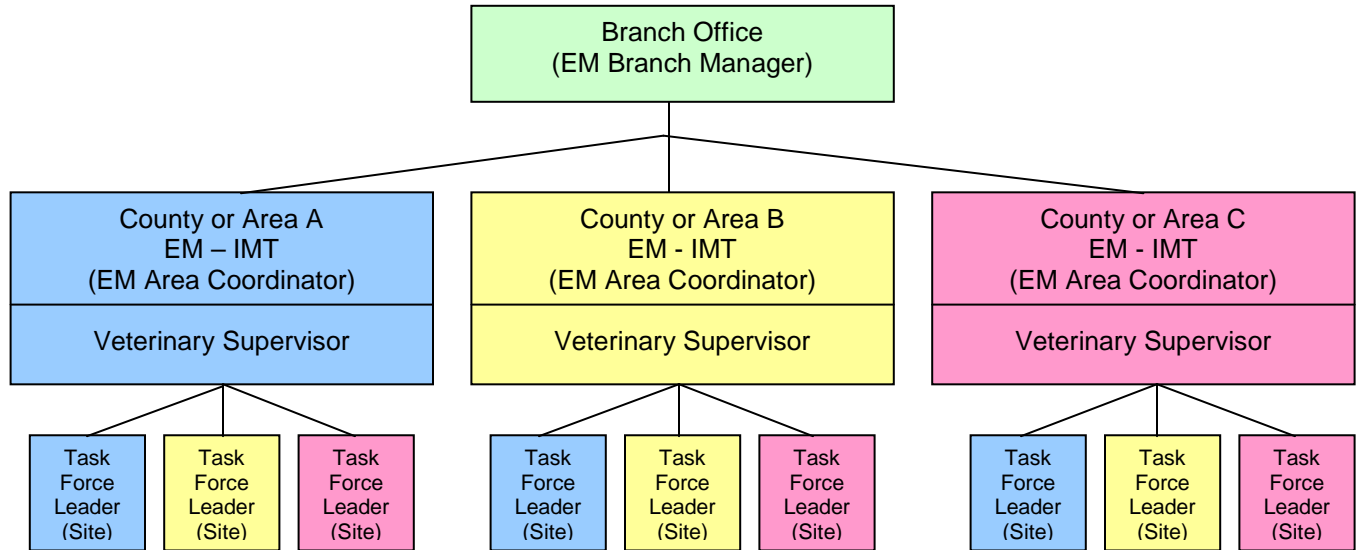 Branch Office
(EM Branch Manager)
County or Area A
EM – IMT
(EM Area Coordinator)
Veterinary Supervisor
County or Area B
EM - IMT
(EM Area Coordinator)
Veterinary Supervisor
County or Area C
EM - IMT
(EM Area Coordinator)
Veterinary Supervisor
Task
Force
Leader
(Site)
Task
Force
Leader
(Site)
Task
Force
Leader
(Site)
Task
Force
Leader
(Site)
Task
Force
Leader
(Site)
Task
Force
Leader
(Site)
Task
Force
Leader
(Site)
Task
Force
Leader
(Site)
Task
Force
Leader
(Site)